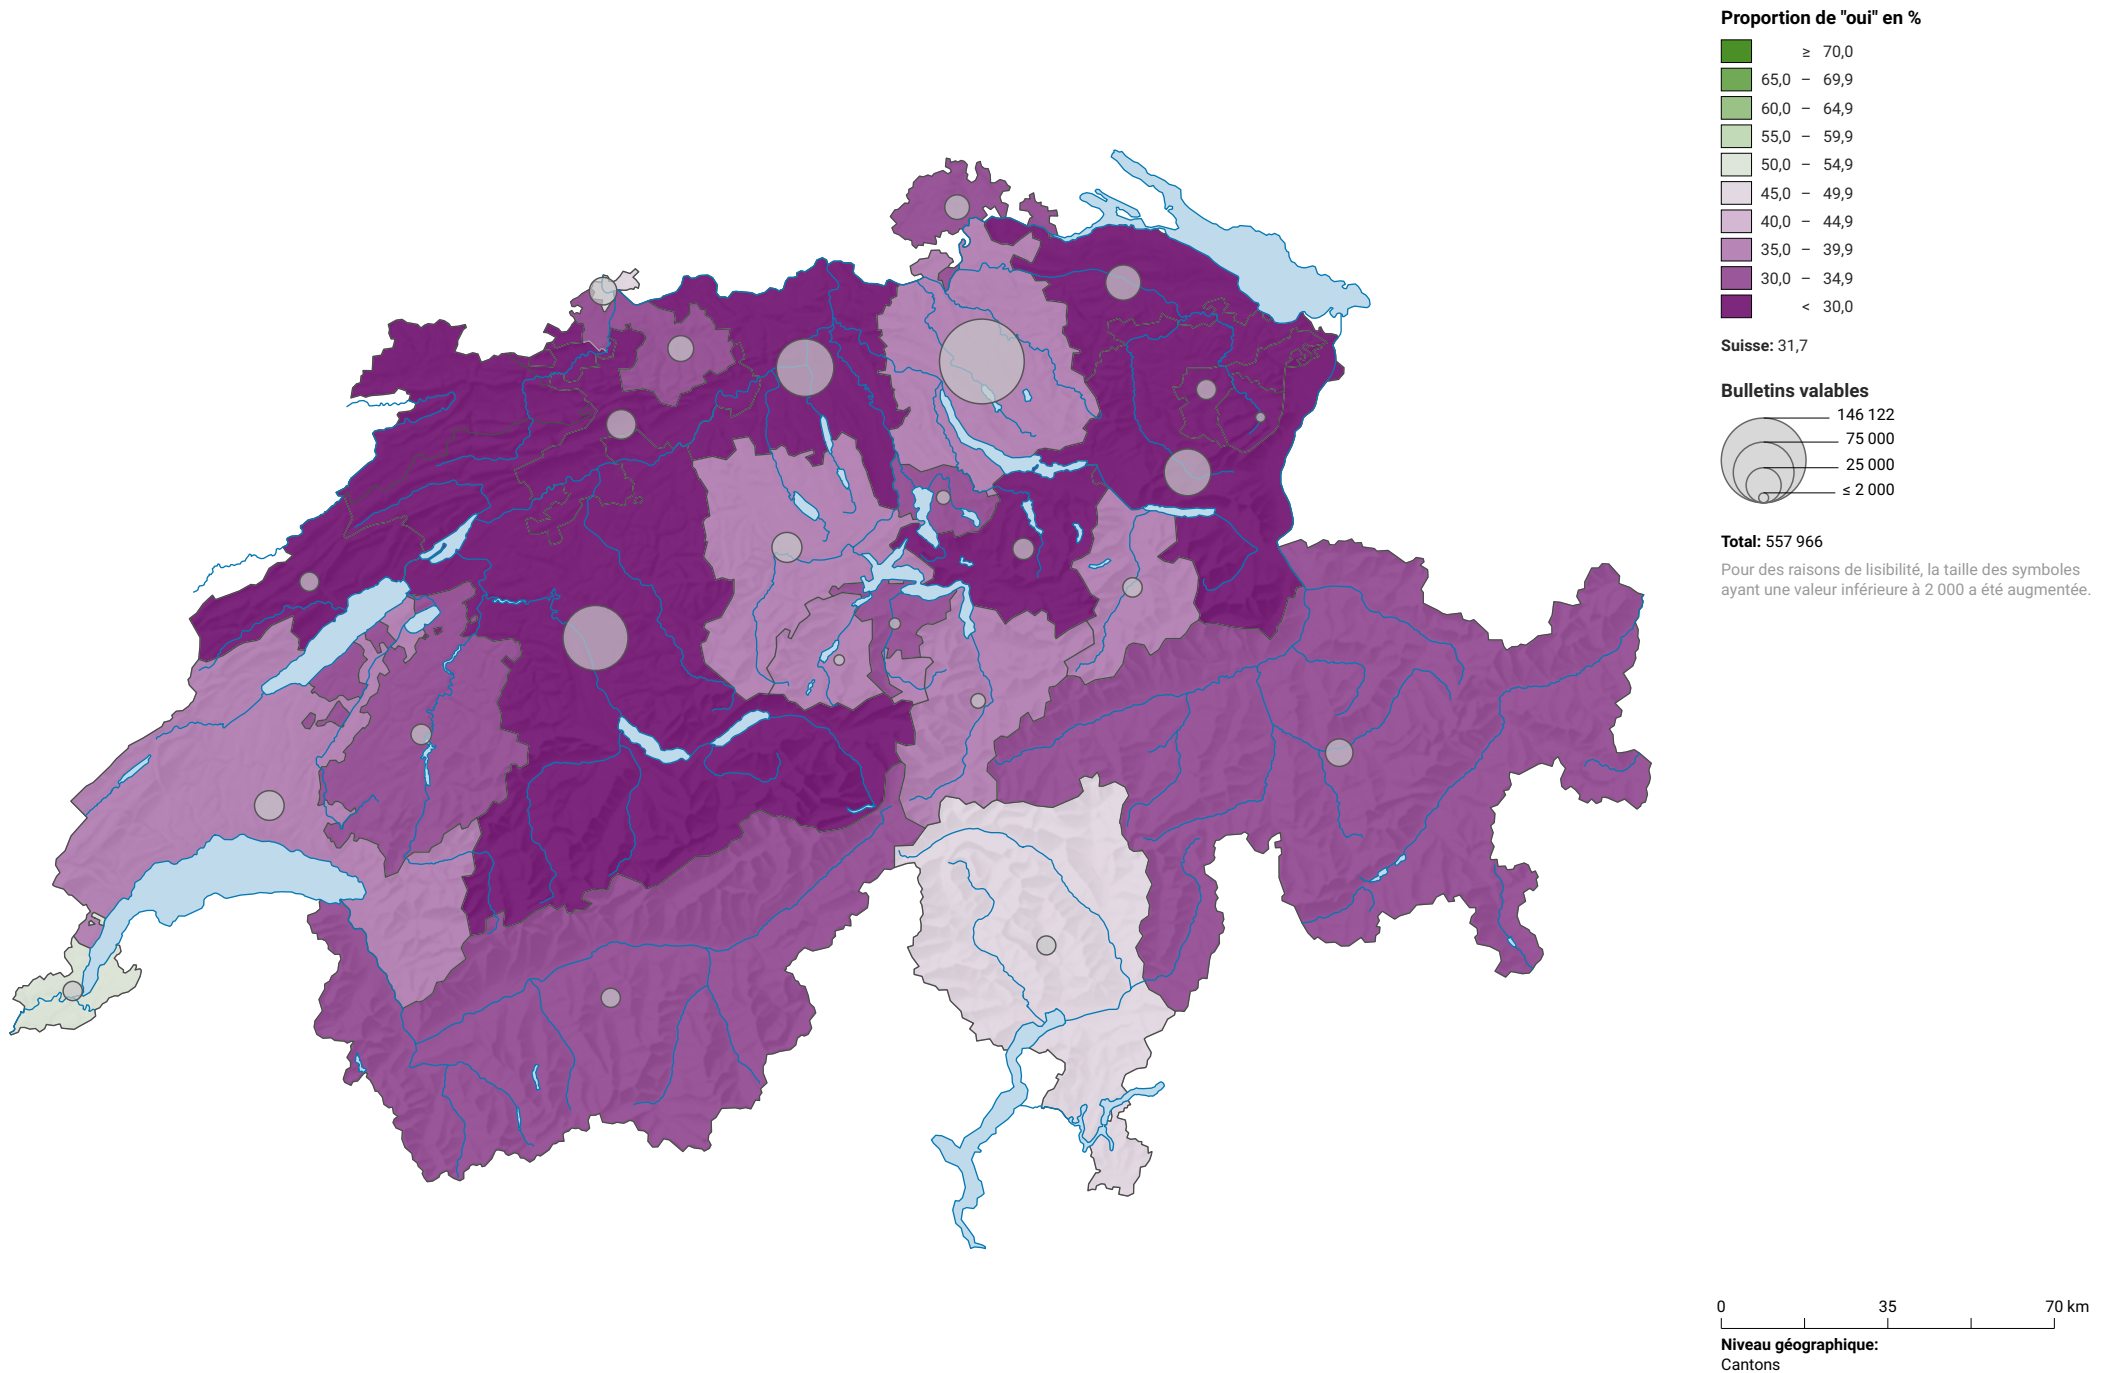 Proportion de "oui" en %
≥ 70,0
65,0 – 69,9
60,0 – 64,9
55,0 – 59,9
50,0 – 54,9
45,0 – 49,9
40,0 – 44,9
35,0 – 39,9
30,0 – 34,9
< 30,0
Suisse: 31,7
Bulletins valables
146 122
75 000
25 000
≤ 2 000
Total: 557 966
Pour des raisons de lisibilité, la taille des symboles
ayant une valeur inférieure à 2 000 a été augmentée.
0 35 70 km
Niveau géographique:
Cantons